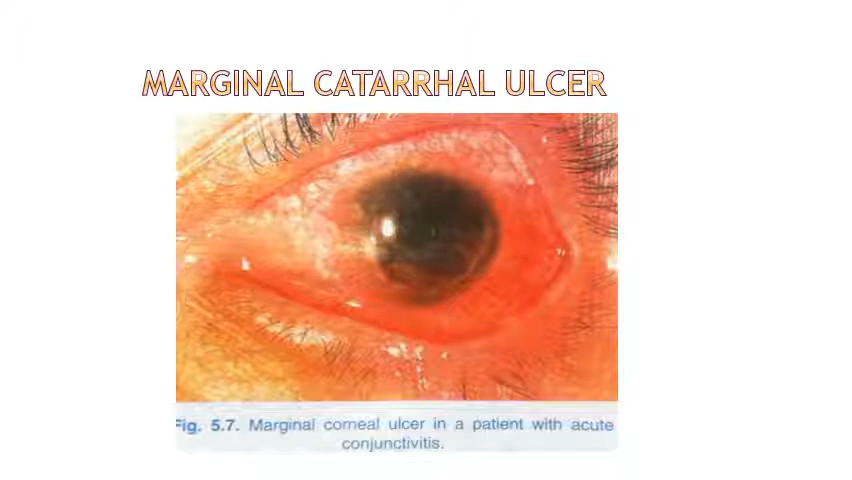 MARGINAL CATARRHAL ULCER
Fig. 5.7. Marginal corneal ulcer in a patient with acute
conjunctivitis.